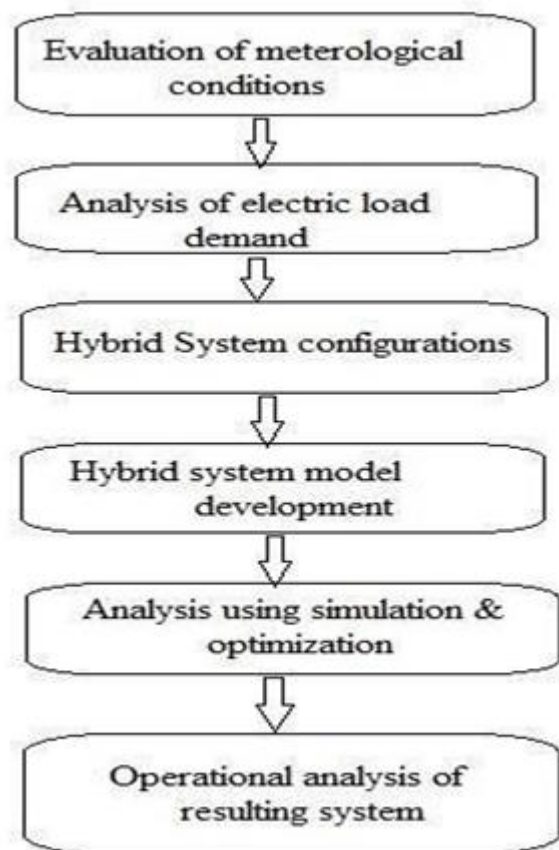 Evaluation of meterological
conditions
Analysis of electric load
demand
Hybrid System configurations
Hybrid system model
development
Analysis using simulation &
optimization
Operational analysis of
resulting system